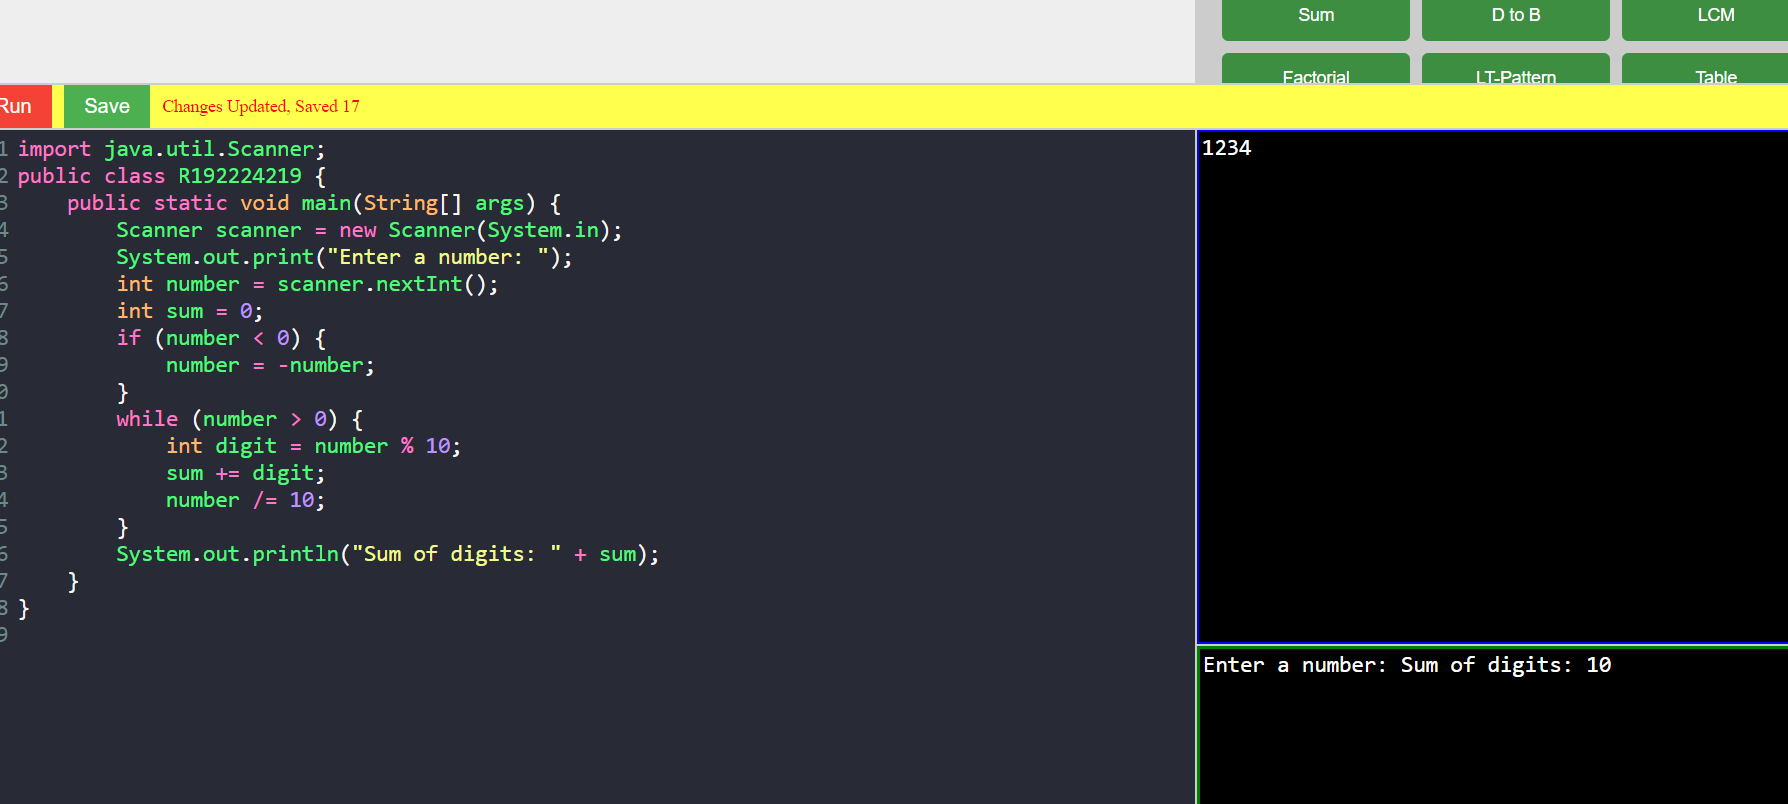 Sum D to B LCM
Factorial LT-Pattern Table
Run Save Changes Updated, Saved 17
1 import java.util.Scanner;
2 public class R192224219 {
3 public static void main(String[] args) {
4 Scanner scanner = new Scanner(System.in);
5 System.out.print("Enter a number: ");
6 int number = scanner.nextInt();
7 int sum = 0;
8 if (number < 0) {
9 number = -number;
0 }
1 while (number > 0) {
2 int digit = number % 10;
3 sum += digit;
4 number /= 10;
5 }
6 System.out.println("Sum of digits: " + sum);
7 }
8 }
9
1234
Enter a number: Sum of digits: 10